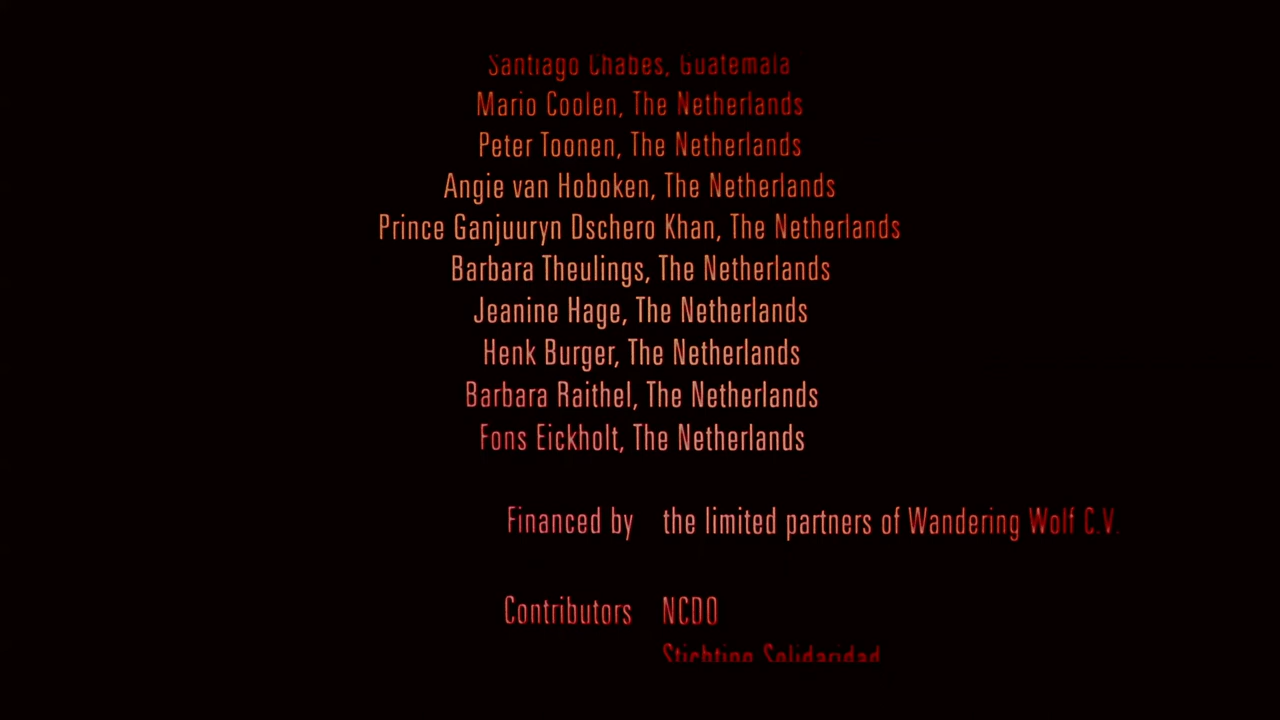 Santiago Chabes, Guatemala
Mario Coolen, The Netherlands
Peter Toonen, The Netherlands
Angie van Hoboken, The Netherlands
Prince Ganjuuryn Dschero Khan, The Netherlands
Barbara Theulings, The Netherlands
Jeanine Hage, The Netherlands
Henk Burger, The Netherlands
Barbara Raithel, The Netherlands
Fons Eickholt, The Netherlands
Financed by the limited partners of Wandering Wolf C.V.
Contributors NCDO
Stichting Solidaridad